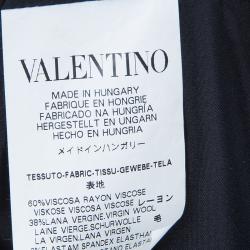 VALENTINO
MADE IN HUNGARY
FABRIQUE EN HONGRIE
FABRICADO NA HUNGRÍA
HERGESTELLT EN UNGARN
HECHO EN HUNGRIA
メイドインハンガリー
TESSUTO-FABRIC-TISSU-GEWEBE-TELA
表地
60%VISCOSA RAYON VISCOSE
VISKOSE VISCOSA VISCOSE レーヨン
38%LANA VERGINE VIRGIN WOOL
LAINE VIERGE.SCHURWOLLE 毛
LA VIRGEN.LANA VIRGEN
ELASTAN SPANDEX ELASTHAN